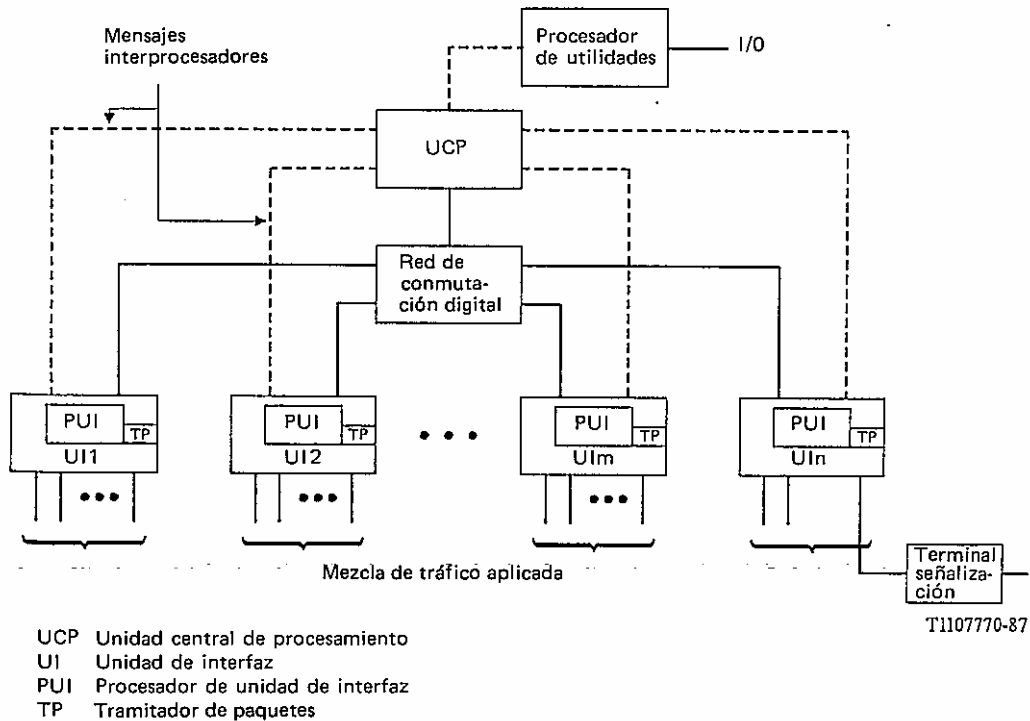 Mensajes
interprocesadores
Procesador
de utilidades
I/0
UCP
Red de
conmuta-
ción digital
PUI
TP
UI1
PUI
TP
UI2
PUI
TP
UIm
PUI
TP
UIn
Mezcla de tráfico aplicada
Terminal
señaliza-
ción
T1107770-87
UCP Unidad central de procesamiento
UI Unidad de interfaz
PUI Procesador de unidad de interfaz
TP Tramitador de paquetes